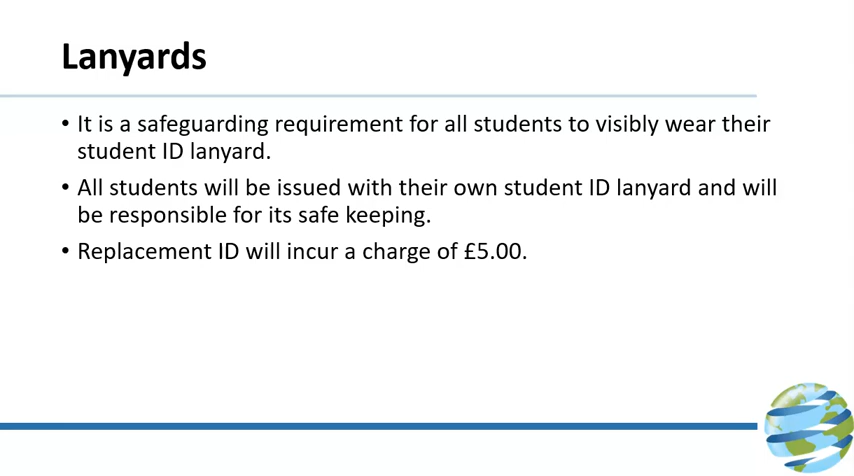 Lanyards
• It is a safeguarding requirement for all students to visibly wear their
student ID lanyard.
• All students will be issued with their own student ID lanyard and will
be responsible for its safe keeping.
• Replacement ID will incur a charge of £5.00.